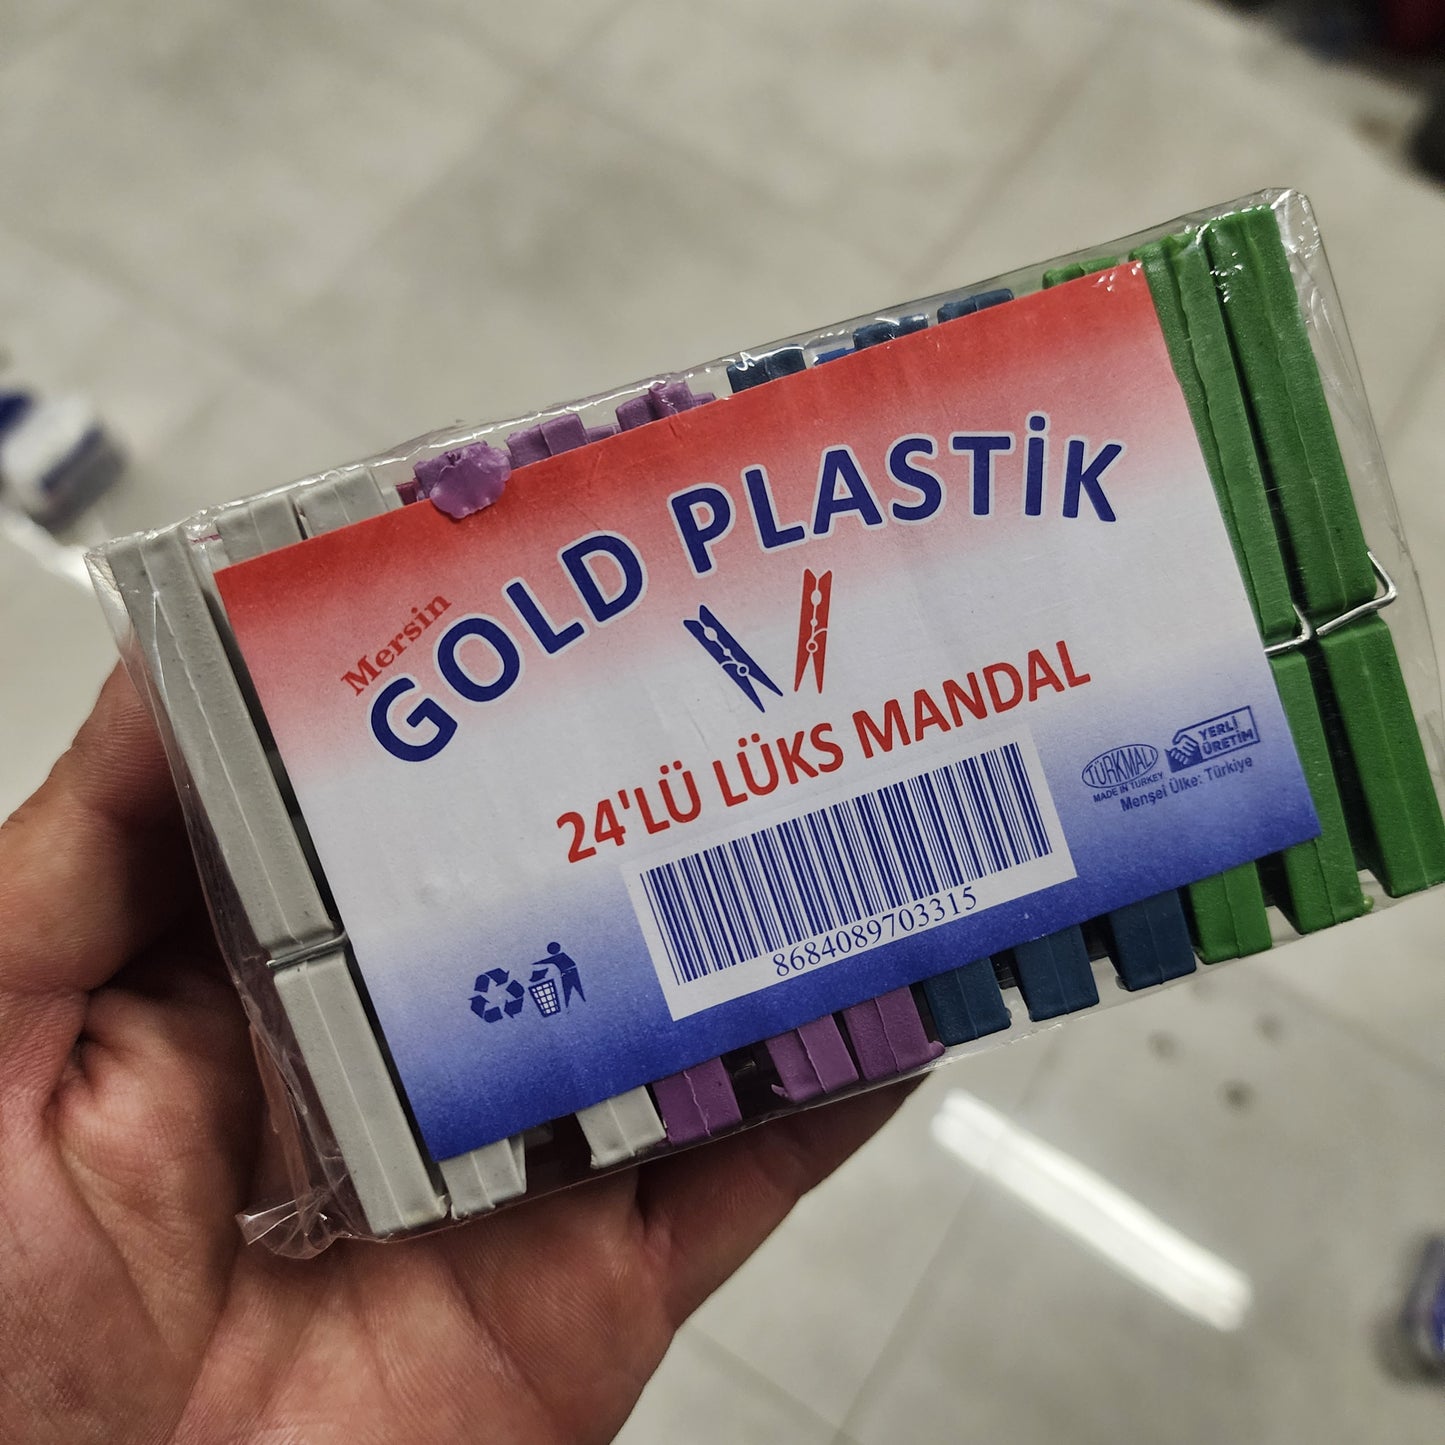 Mersin
GOLD PLASTİK
24'LÜ LÜKS MANDAL
8684089703315
TÜRKMALI
MADE IN TURKEY
YERLİ
ÜRETİM
Menşei Ülke: Türkiye